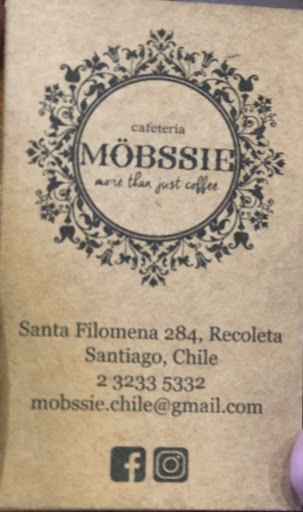 cafetería
MÖBSSIE
more than just coffee
Santa Filomena 284, Recoleta
Santiago, Chile
2 3233 5332
mobssie.chile@gmail.com